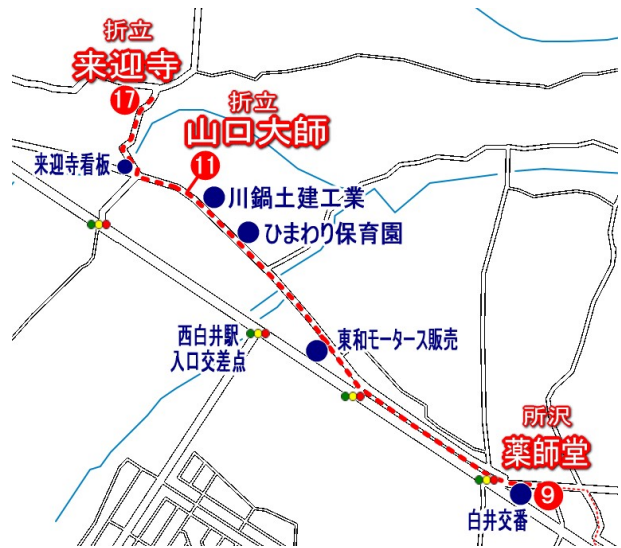 折立
来迎寺
17
折立
山口大師
11
来迎寺看板
川鍋土建工業
ひまわり保育園
西白井駅
入口交差点
東和モータース販売
所沢
薬師堂
9
白井交番